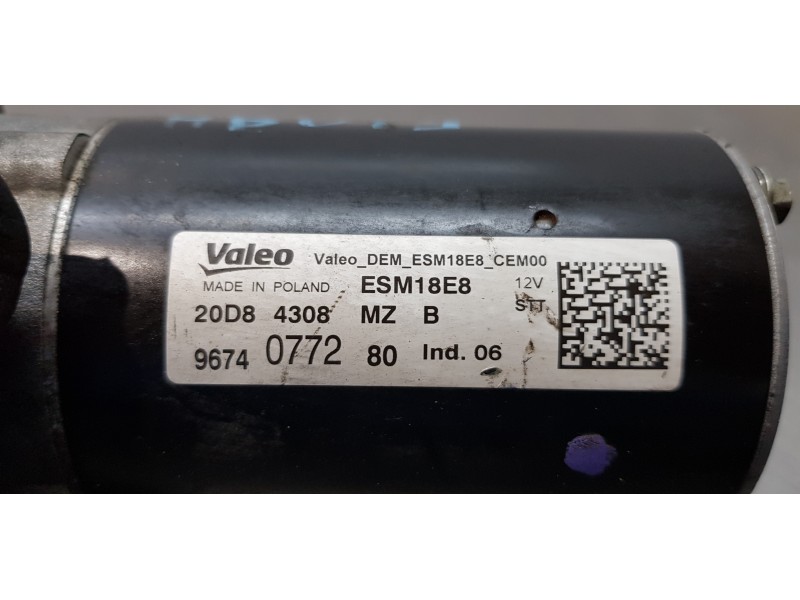 Valeo Valeo_DEM_ESM18E8_CEM00
MADE IN POLAND ESM18E8 12V
20D8 4308 MZ B STT
9674 0772 80 Ind. 06